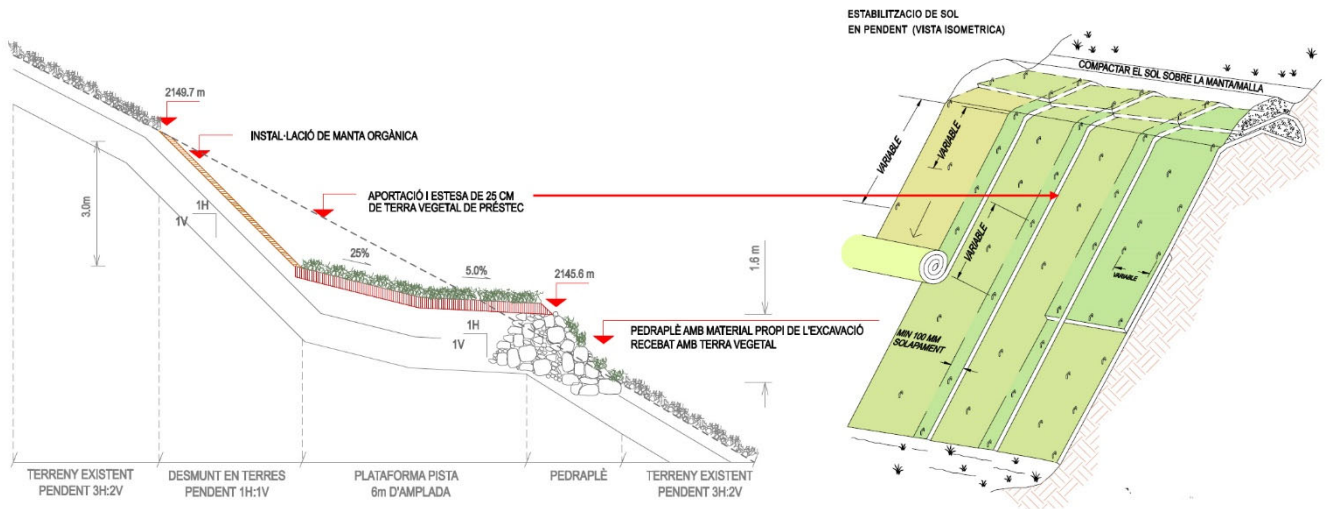 2149.7 m
INSTAL·LACIÓ DE MANTA ORGÀNICA
3.0m
1H
1V
APORTACIÓ I ESTESA DE 25 CM
DE TERRA VEGETAL DE PRÉSTEC
25%
5.0%
2145.6 m
1.6 m
1H
1V
PEDRAPLÈ AMB MATERIAL PROPI DE L'EXCAVACIÓ
RECEBAT AMB TERRA VEGETAL
TERRENY EXISTENT
PENDENT 3H:2V
DESMUNT EN TERRES
PENDENT 1H:1V
PLATAFORMA PISTA
6m D'AMPLADA
PEDRAPLÈ
TERRENY EXISTENT
PENDENT 3H:2V
ESTABILITZACIO DE SOL
EN PENDENT (VISTA ISOMETRICA)
COMPACTAR EL SOL SOBRE LA MANTA/MALLA
VARIABLE
VARIABLE
VARIABLE
VARIABLE
MIN 100 MM
SOLAPAMENT